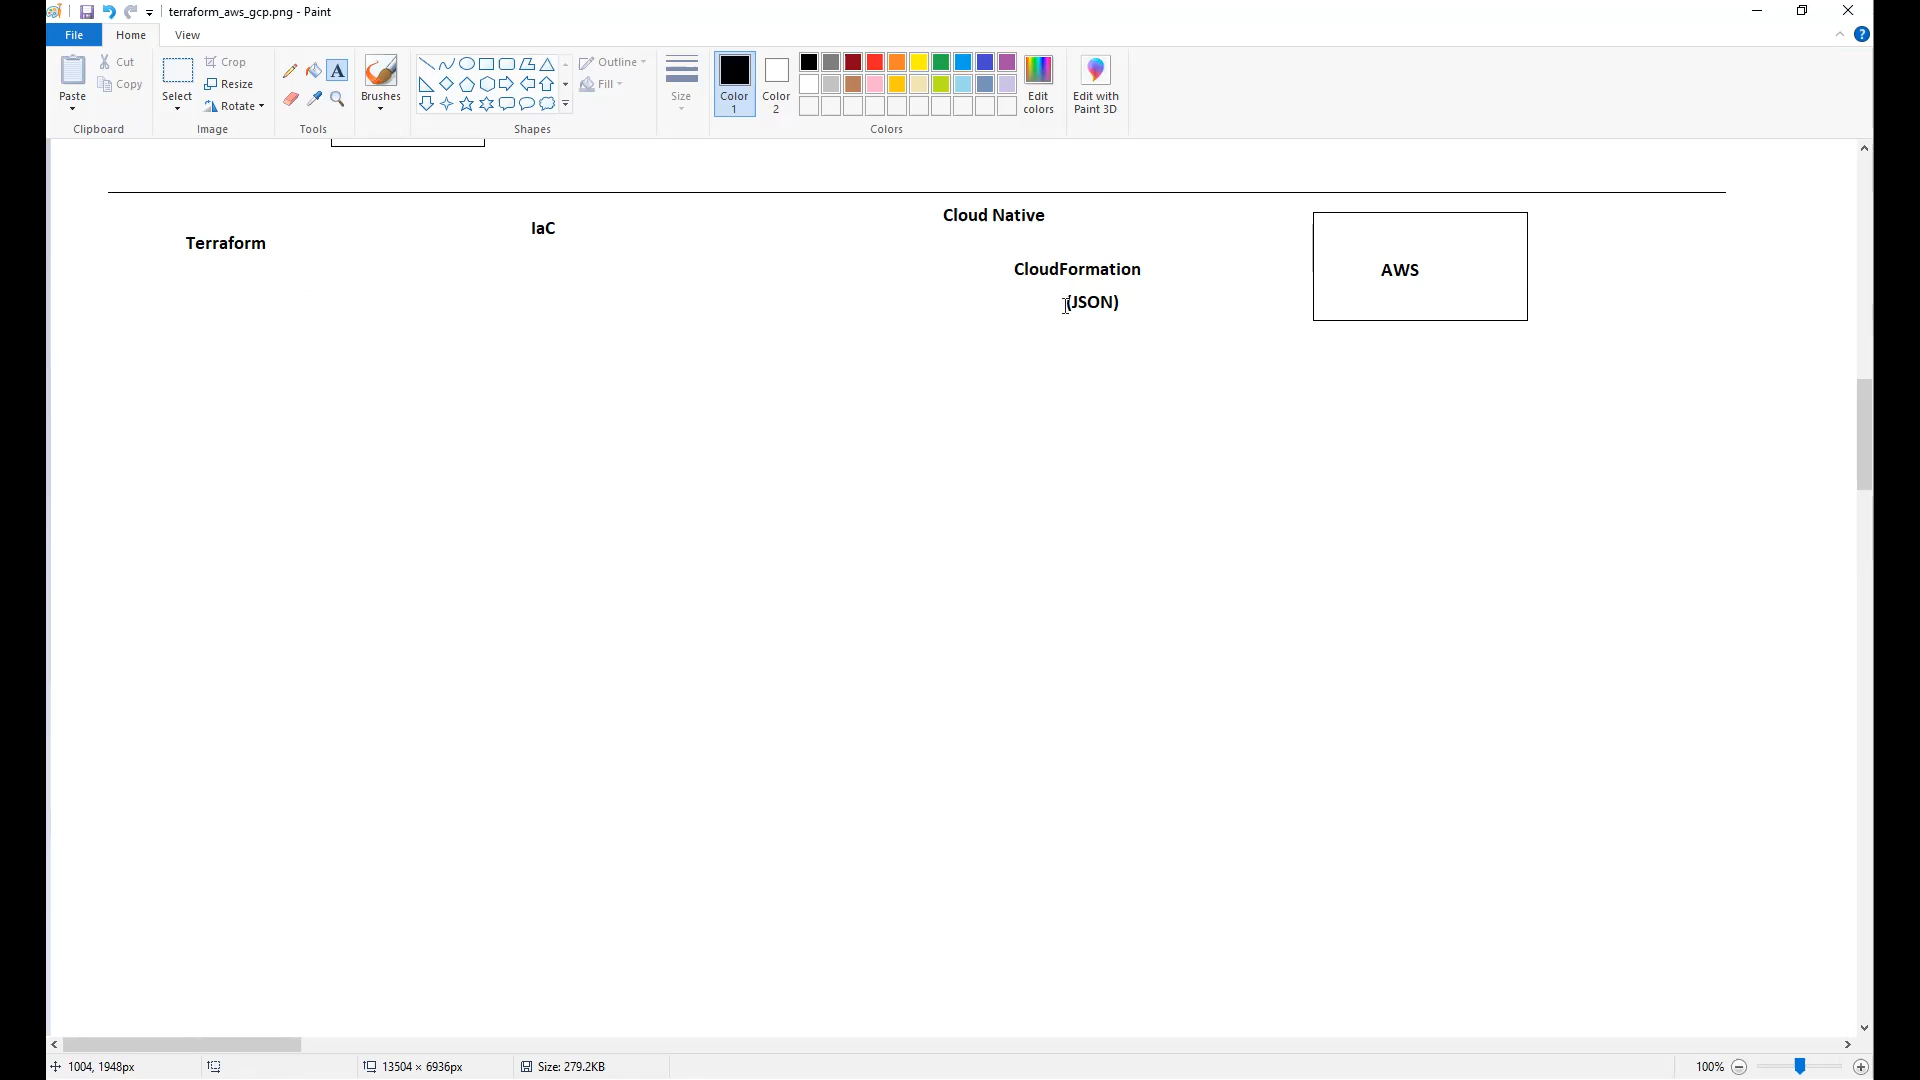 terraform_aws_gcp.png - Paint
File
Home
View
Paste
Cut
Copy
Clipboard
Select
Crop
Resize
Rotate
Image
A
Tools
Brushes
Outline
Fill
Shapes
Size
Color
1
Color
2
Edit
colors
Colors
Edit with
Paint 3D
Terraform
IaC
Cloud Native
CloudFormation
(JSON)
AWS
1004, 1948px
13504 × 6936px
Size: 279.2KB
100%